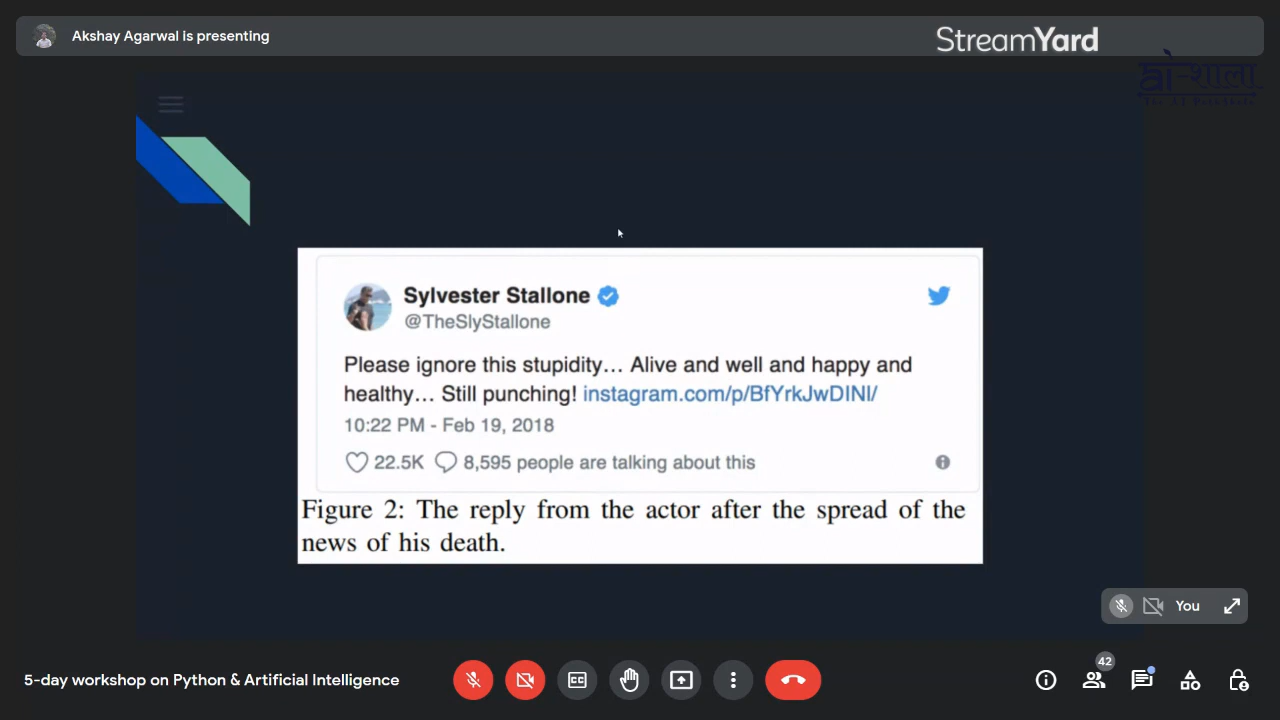 Akshay Agarwal is presenting
StreamYard
ai-शाला
Sylvester Stallone
@TheSlyStallone
Please ignore this stupidity... Alive and well and happy and
healthy... Still punching! instagram.com/p/BfYrkJwDINl/
10:22 PM - Feb 19, 2018
22.5K 8,595 people are talking about this
Figure 2: The reply from the actor after the spread of the
news of his death.
You
42
5-day workshop on Python & Artificial Intelligence